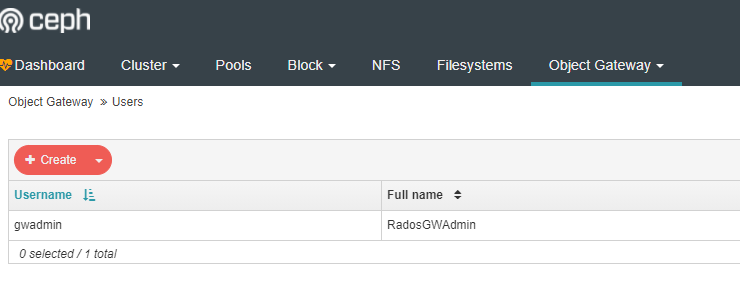 ceph
Dashboard Cluster Pools Block NFS Filesystems Object Gateway
Object Gateway » Users
+ Create
Username Full name
gwadmin RadosGWAdmin
0 selected / 1 total